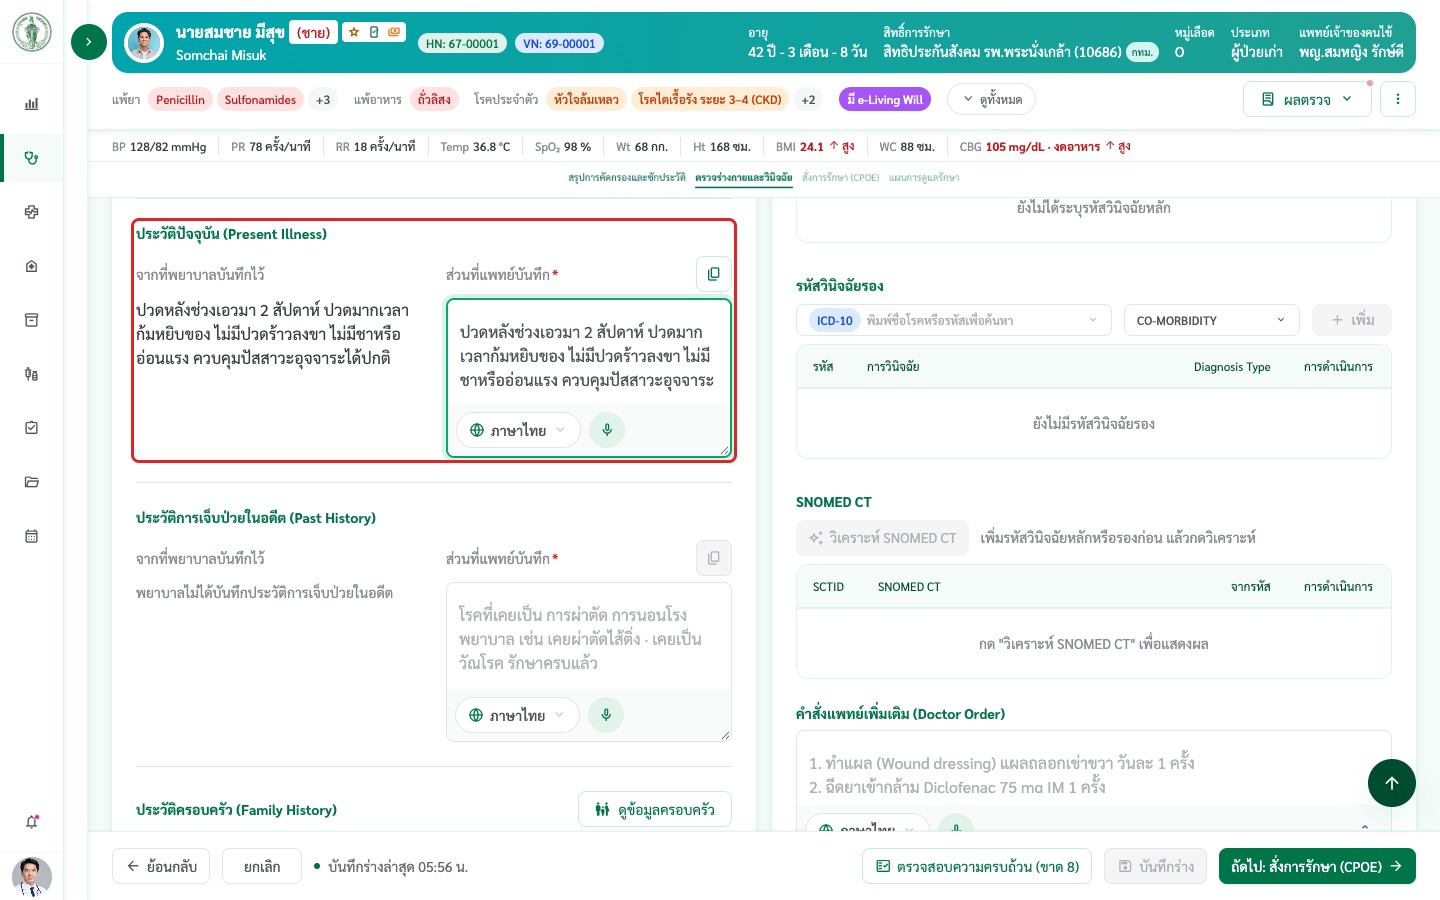 นายสมชาย มีสุข (ชาย)
Somchai Misuk
HN: 67-00001
VN: 69-00001
อายุ
42 ปี - 3 เดือน - 8 วัน
สิทธิ์การรักษา
สิทธิประกันสังคม รพ.พระนั่งเกล้า (10686) กทม.
หมู่เลือด
O
ประเภท
ผู้ป่วยเก่า
แพทย์เจ้าของคนไข้
พญ.สมหญิง รักษ์ดี
แพ้ยา Penicillin Sulfonamides +3 แพ้อาหาร ถั่วลิสง โรคประจำตัว หัวใจล้มเหลว โรคไตเรื้อรัง ระยะ 3–4 (CKD) +2 มี e-Living Will ดูทั้งหมด
ผลตรวจ
BP 128/82 mmHg PR 78 ครั้ง/นาที RR 18 ครั้ง/นาที Temp 36.8 °C SpO₂ 98 % Wt 68 กก. Ht 168 ซม. BMI 24.1 ↑ สูง WC 88 ซม. CBG 105 mg/dL · งดอาหาร ↑ สูง
สรุปการคัดกรองและซักประวัติ ตรวจร่างกายและวินิจฉัย สั่งการรักษา (CPOE) แผนการดูแลรักษา
ประวัติปัจจุบัน (Present Illness)
จากที่พยาบาลบันทึกไว้
ปวดหลังช่วงเอวมา 2 สัปดาห์ ปวดมากเวลา
ก้มหยิบของ ไม่มีปวดร้าวลงขา ไม่มีชาหรือ
อ่อนแรง ควบคุมปัสสาวะอุจจาระได้ปกติ
ส่วนที่แพทย์บันทึก *
ปวดหลังช่วงเอวมา 2 สัปดาห์ ปวดมาก
เวลาก้มหยิบของ ไม่มีปวดร้าวลงขา ไม่มี
ชาหรืออ่อนแรง ควบคุมปัสสาวะอุจจาระ
ภาษาไทย
ประวัติการเจ็บป่วยในอดีต (Past History)
จากที่พยาบาลบันทึกไว้
พยาบาลไม่ได้บันทึกประวัติการเจ็บป่วยในอดีต
ส่วนที่แพทย์บันทึก *
โรคที่เคยเป็น การผ่าตัด การนอนโรง
พยาบาล เช่น เคยผ่าตัดไส้ติ่ง · เคยเป็น
วัณโรค รักษาครบแล้ว
ภาษาไทย
ประวัติครอบครัว (Family History)
ดูข้อมูลครอบครัว
ยังไม่ได้ระบุรหัสวินิจฉัยหลัก
รหัสวินิจฉัยรอง
ICD-10 พิมพ์ชื่อโรคหรือรหัสเพื่อค้นหา
CO-MORBIDITY
+ เพิ่ม
รหัส การวินิจฉัย Diagnosis Type การดำเนินการ
ยังไม่มีรหัสวินิจฉัยรอง
SNOMED CT
วิเคราะห์ SNOMED CT เพิ่มรหัสวินิจฉัยหลักหรือรองก่อน แล้วกดวิเคราะห์
SCTID SNOMED CT จากรหัส การดำเนินการ
กด "วิเคราะห์ SNOMED CT" เพื่อแสดงผล
คำสั่งแพทย์เพิ่มเติม (Doctor Order)
1. ทำแผล (Wound dressing) แผลถลอกเข่าขวา วันละ 1 ครั้ง
2. ฉีดยาเข้ากล้าม Diclofenac 75 mg IM 1 ครั้ง
ภาษาไทย
ย้อนกลับ
ยกเลิก
บันทึกร่างล่าสุด 05:56 น.
ตรวจสอบความครบถ้วน (ขาด 8)
บันทึกร่าง
ถัดไป: สั่งการรักษา (CPOE)